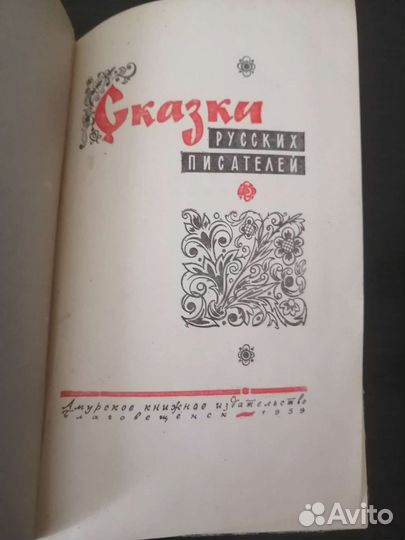 Сказки
РУССКИХ
ПИСАТЕЛЕЙ
Амурское книжное издательство
Благовещенск — 1959
Avito